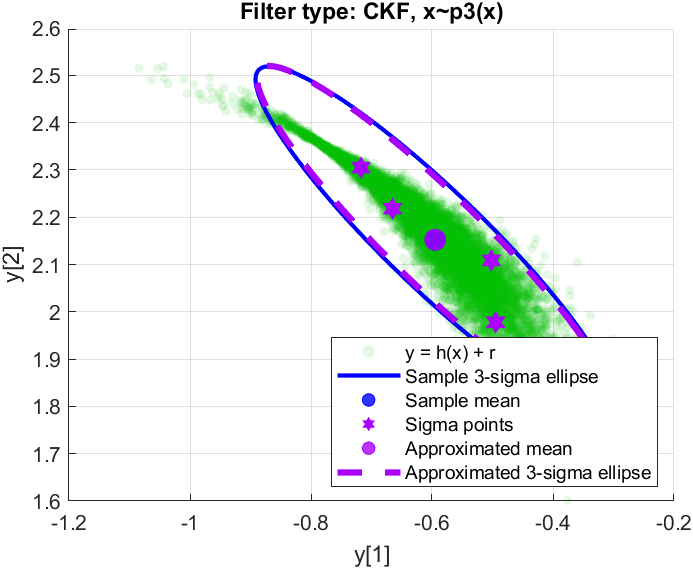 Filter type: CKF, x~p3(x)
2.6
2.5
2.4
2.3
2.2
2.1
2
1.9
1.8
1.7
1.6
y[2]
y = h(x) + r
Sample 3-sigma ellipse
Sample mean
Sigma points
Approximated mean
Approximated 3-sigma ellipse
-1.2 -1 -0.8 -0.6 -0.4 -0.2
y[1]